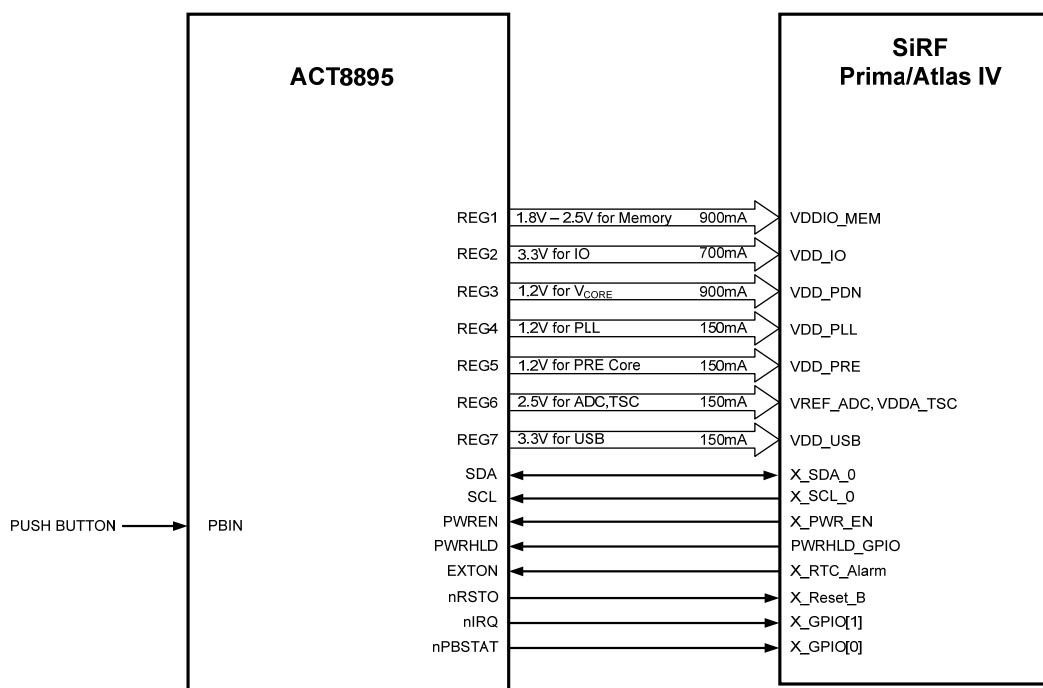 ACT8895
SiRF
Prima/Atlas IV
REG1 1.8V – 2.5V for Memory 900mA VDDIO_MEM
REG2 3.3V for IO 700mA VDD_IO
REG3 1.2V for VCORE 900mA VDD_PDN
REG4 1.2V for PLL 150mA VDD_PLL
REG5 1.2V for PRE Core 150mA VDD_PRE
REG6 2.5V for ADC,TSC 150mA VREF_ADC, VDDA_TSC
REG7 3.3V for USB 150mA VDD_USB
SDA X_SDA_0
SCL X_SCL_0
PUSH BUTTON PBIN PWREN X_PWR_EN
PWRHLD PWRHLD_GPIO
EXTON X_RTC_Alarm
nRSTO X_Reset_B
nIRQ X_GPIO[1]
nPBSTAT X_GPIO[0]